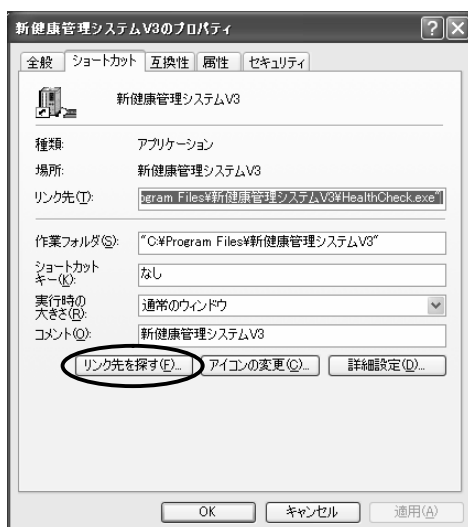 新健康管理システムV3のプロパティ
全般 ショートカット 互換性 属性 セキュリティ
新健康管理システムV3
種類: アプリケーション
場所: 新健康管理システムV3
リンク先(T): ogram Files¥新健康管理システムV3¥HealthCheck.exe"
作業フォルダ(S): "C:¥Program Files¥新健康管理システムV3"
ショートカット
キー(K): なし
実行時の
大きさ(R): 通常のウィンドウ
コメント(O): 新健康管理システムV3
リンク先を探す(F)... アイコンの変更(C)... 詳細設定(D)...
OK キャンセル 適用(A)